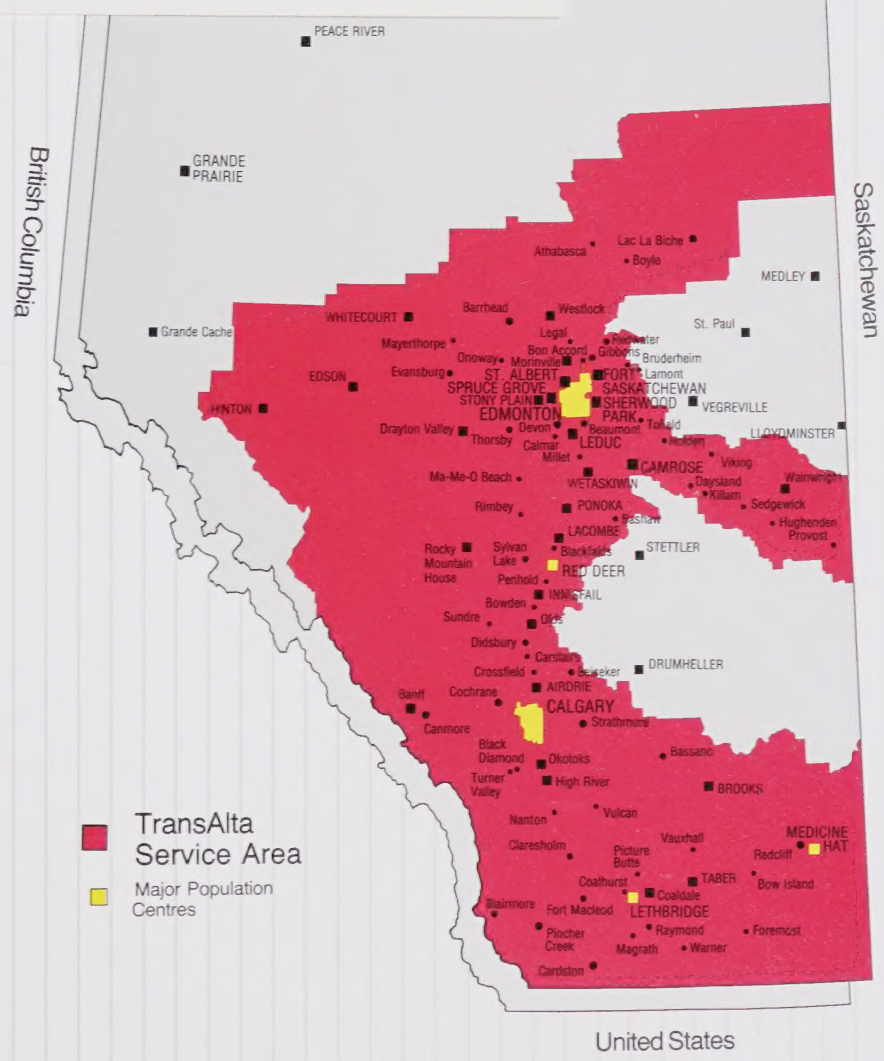 PEACE RIVER
GRANDE
PRAIRIE
British Columbia
Saskatchewan
Athabasca
Lac La Biche
Boyle
MEDLEY
WHITECOURT
Barrhead
Westlock
Grande Cache
St. Paul
Legal
Redwater
Mayerthorpe
Bon Accord
Gibbons
Onoway
Morinville
Bruderheim
EDSON
Evansburg
ST. ALBERT
FORT
Lamont
SPRUCE GROVE
SASKATCHEWAN
STONY PLAIN
SHERWOOD
VEGREVILLE
HINTON
EDMONTON
PARK
Tofield
Drayton Valley
Devon
Beaumont
LLOYDMINSTER
Thorsby
Calmar
LEDUC
Holden
Millet
CAMROSE
Viking
Ma-Me-O Beach
WETASKIWIN
Daysland
Wainwright
Killam
Rimbey
PONOKA
Sedgewick
Bashaw
Hughenden
LACOMBE
Provost
Rocky
Mountain
House
Sylvan
Lake
Blackfalds
STETTLER
RED DEER
Penhold
INNISFAIL
Bowden
Sundre
Olds
Didsbury
Carstairs
Crossfield
Beiseker
DRUMHELLER
AIRDRIE
Banff
Cochrane
CALGARY
Canmore
Strathmore
Black
Diamond
Bassano
Okotoks
Turner
Valley
High River
BROOKS
Nanton
Vulcan
TransAlta
Service Area
Claresholm
Picture
Butte
Vauxhall
MEDICINE
HAT
Redcliff
Major Population
Centres
Coalhurst
TABER
Bow Island
Coaldale
Blairmore
Fort Macleod
LETHBRIDGE
Pincher
Creek
Raymond
Foremost
Magrath
Warner
Cardston
United States